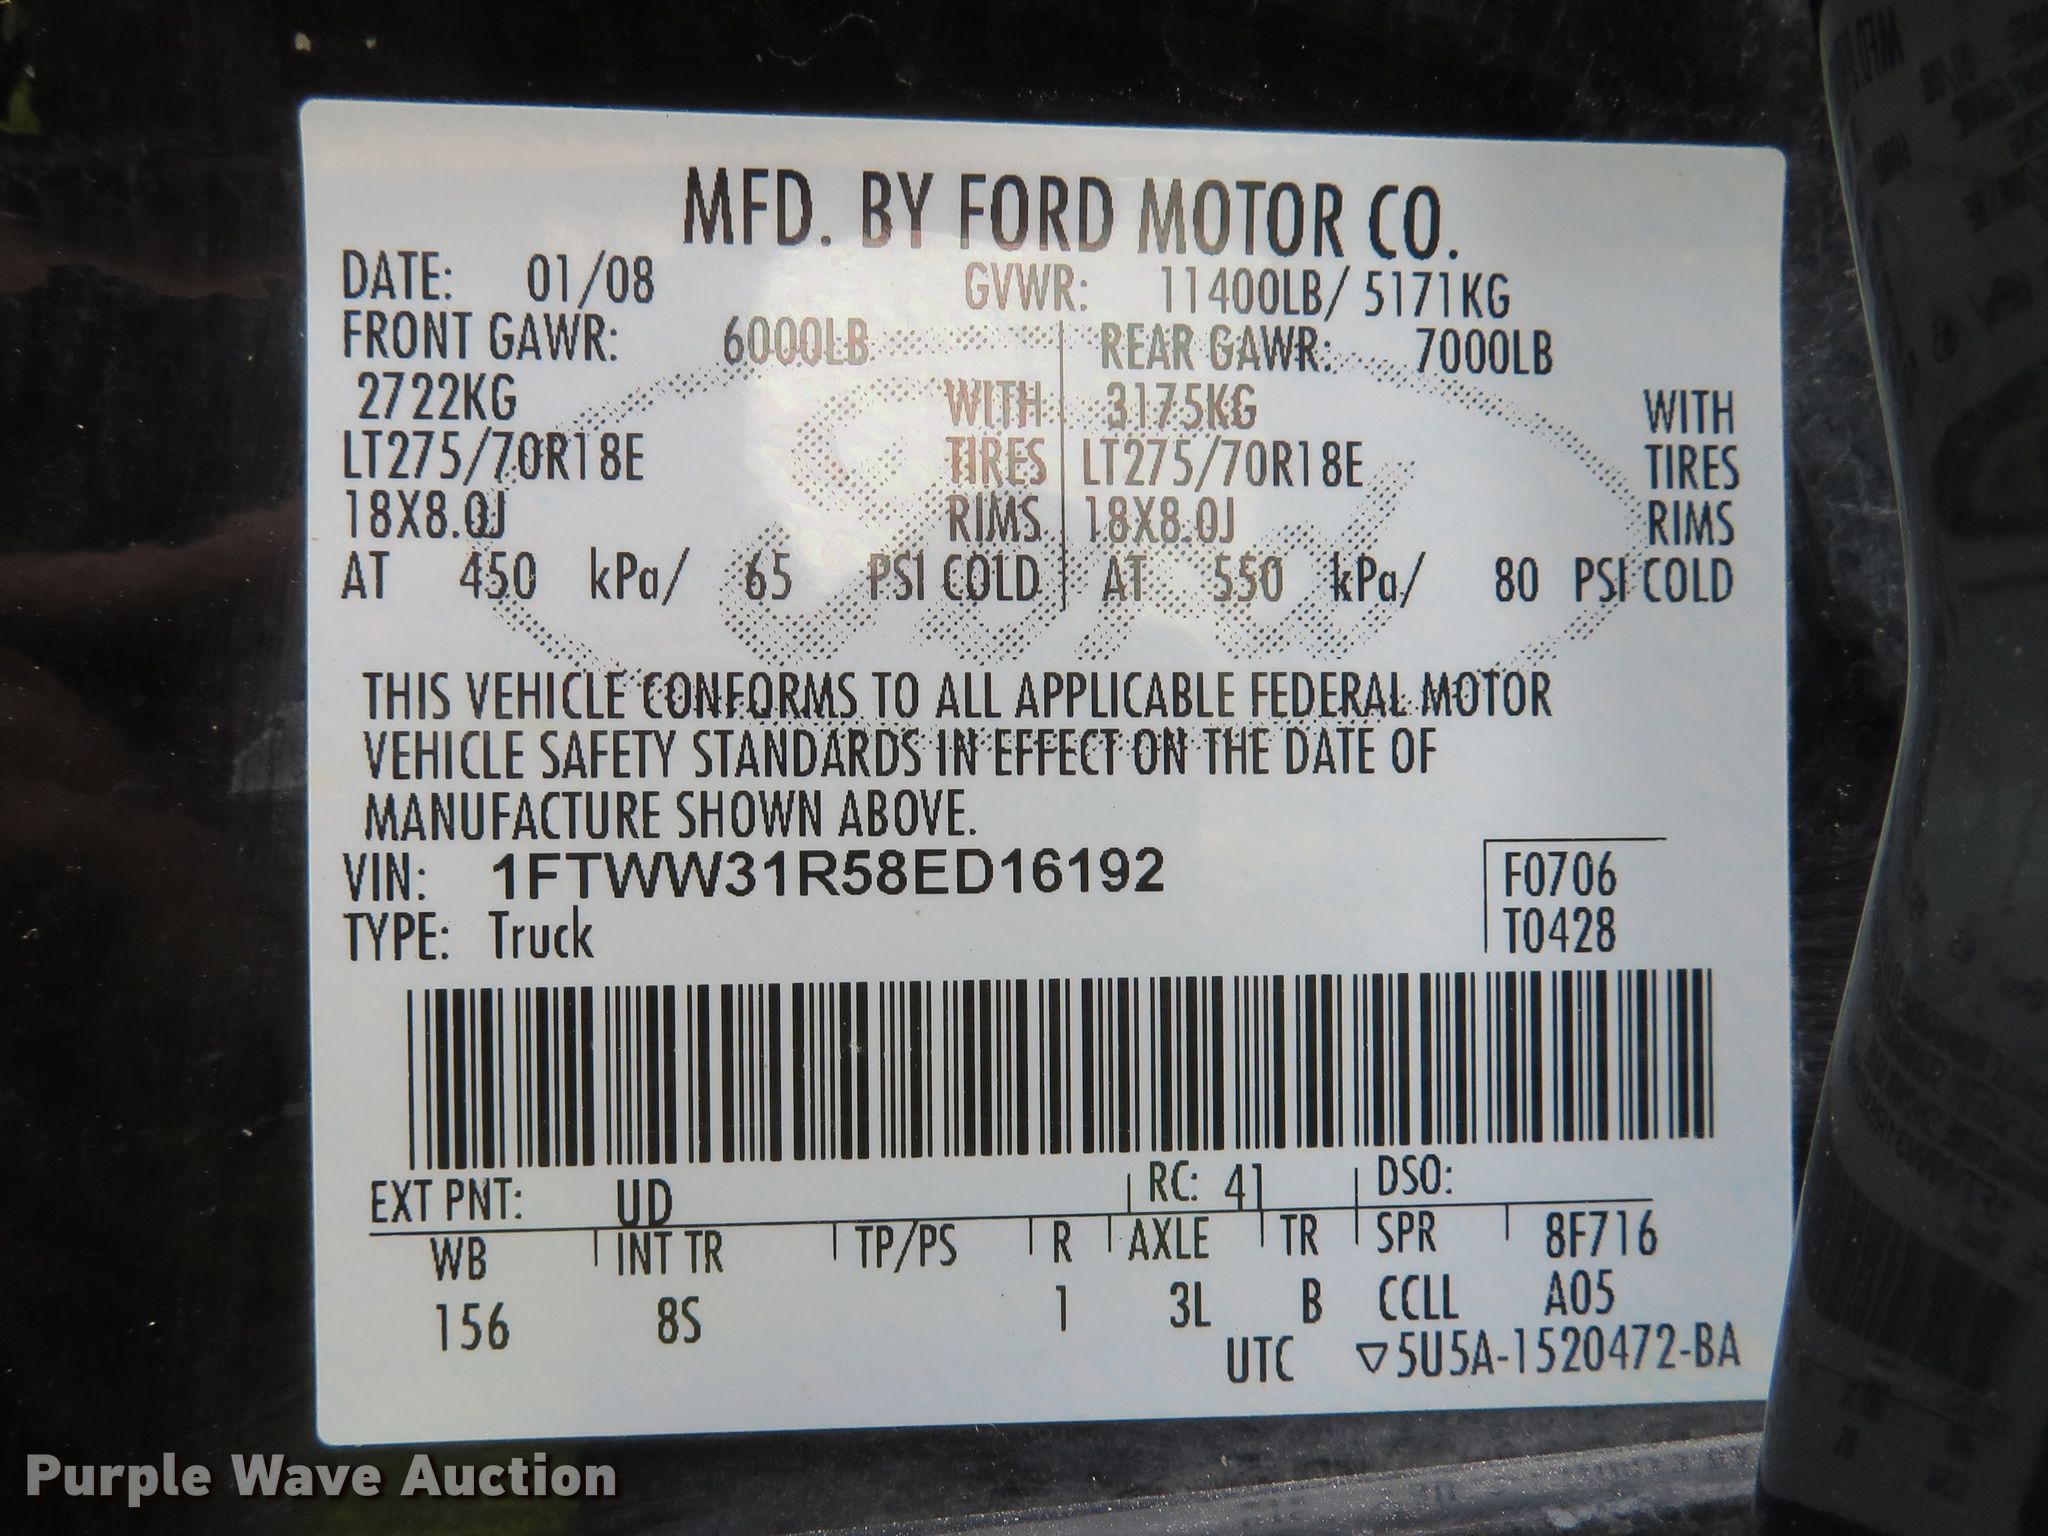 MFD. BY FORD MOTOR CO.
DATE: 01/08 GVWR: 11400LB/ 5171KG
FRONT GAWR: 6000LB REAR GAWR: 7000LB
2722KG WITH 3175KG WITH
LT275/70R18E TIRES LT275/70R18E TIRES
18X8.0J RIMS 18X8.0J RIMS
AT 450 kPa/ 65 PSI COLD AT 550 kPa/ 80 PSI COLD
Ford
THIS VEHICLE CONFORMS TO ALL APPLICABLE FEDERAL MOTOR
VEHICLE SAFETY STANDARDS IN EFFECT ON THE DATE OF
MANUFACTURE SHOWN ABOVE.
VIN: 1FTWW31R58ED16192 F0706
TYPE: Truck T0428
EXT PNT: UD RC: 41 DSO:
WB INT TR TP/PS R AXLE TR SPR 8F716
156 8S 1 3L B CCLL A05
UTC ▽5U5A-1520472-BA
Purple Wave Auction